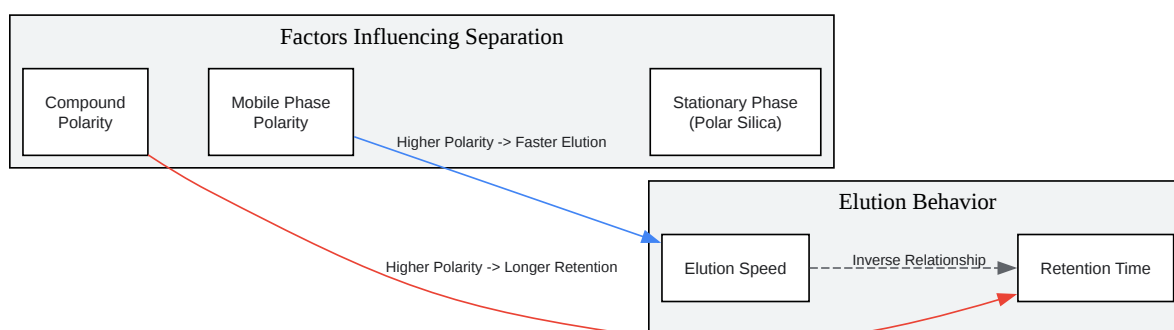 Factors Influencing Separation
Compound
Polarity
Mobile Phase
Polarity
Stationary Phase
(Polar Silica)
Higher Polarity -> Faster Elution
Elution Behavior
Higher Polarity -> Longer Retention
Elution Speed
Inverse Relationship
Retention Time